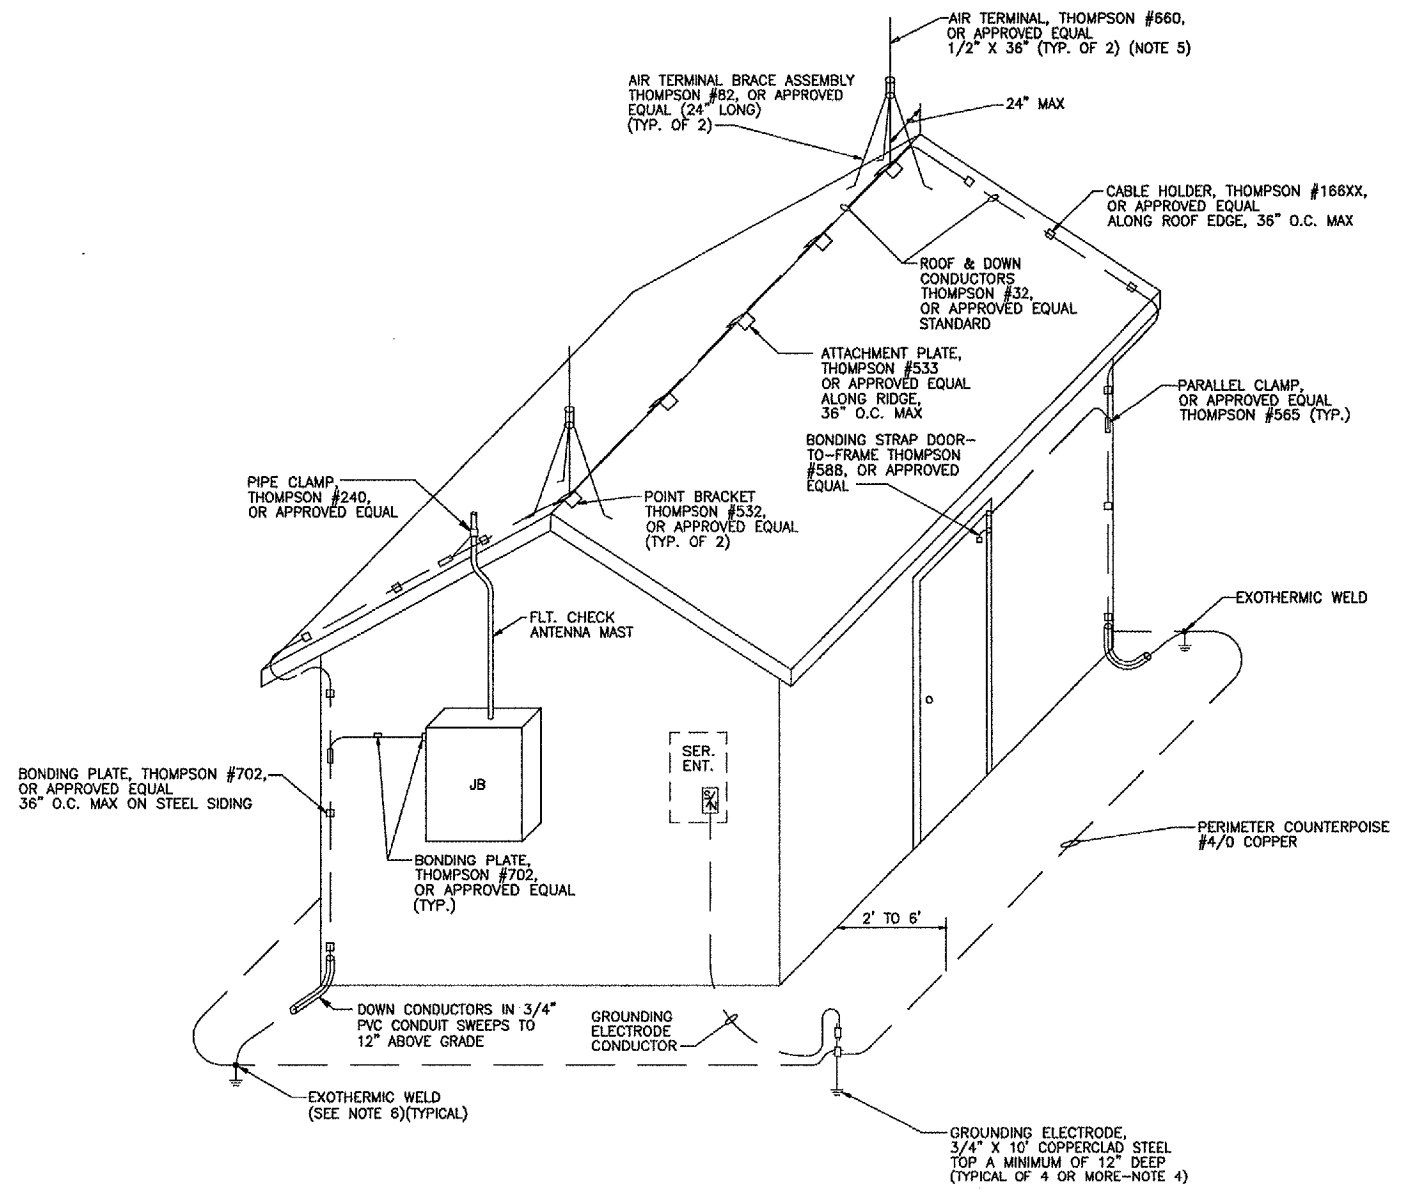 AIR TERMINAL, THOMPSON #660,
OR APPROVED EQUAL
1/2" X 36" (TYP. OF 2) (NOTE 5)
AIR TERMINAL BRACE ASSEMBLY
THOMPSON #82, OR APPROVED
EQUAL (24" LONG)
(TYP. OF 2)
24" MAX
CABLE HOLDER, THOMPSON #166XX,
OR APPROVED EQUAL
ALONG ROOF EDGE, 36" O.C. MAX
ROOF & DOWN
CONDUCTORS
THOMPSON #32,
OR APPROVED EQUAL
STANDARD
ATTACHMENT PLATE,
THOMPSON #533
OR APPROVED EQUAL
ALONG RIDGE,
36" O.C. MAX
PARALLEL CLAMP,
OR APPROVED EQUAL
THOMPSON #565 (TYP.)
BONDING STRAP DOOR-
TO-FRAME THOMPSON
#588, OR APPROVED
EQUAL
PIPE CLAMP,
THOMPSON #240,
OR APPROVED EQUAL
POINT BRACKET
THOMPSON #532,
OR APPROVED EQUAL
(TYP. OF 2)
FLT. CHECK
ANTENNA MAST
EXOTHERMIC WELD
SER.
ENT.
S/N
JB
BONDING PLATE, THOMPSON #702,
OR APPROVED EQUAL
36" O.C. MAX ON STEEL SIDING
PERIMETER COUNTERPOISE
#4/0 COPPER
BONDING PLATE,
THOMPSON #702,
OR APPROVED EQUAL
(TYP.)
2' TO 6'
DOWN CONDUCTORS IN 3/4"
PVC CONDUIT SWEEPS TO
12" ABOVE GRADE
GROUNDING
ELECTRODE
CONDUCTOR
EXOTHERMIC WELD
(SEE NOTE 6)(TYPICAL)
GROUNDING ELECTRODE,
3/4" X 10' COPPERCLAD STEEL
TOP A MINIMUM OF 12" DEEP
(TYPICAL OF 4 OR MORE-NOTE 4)